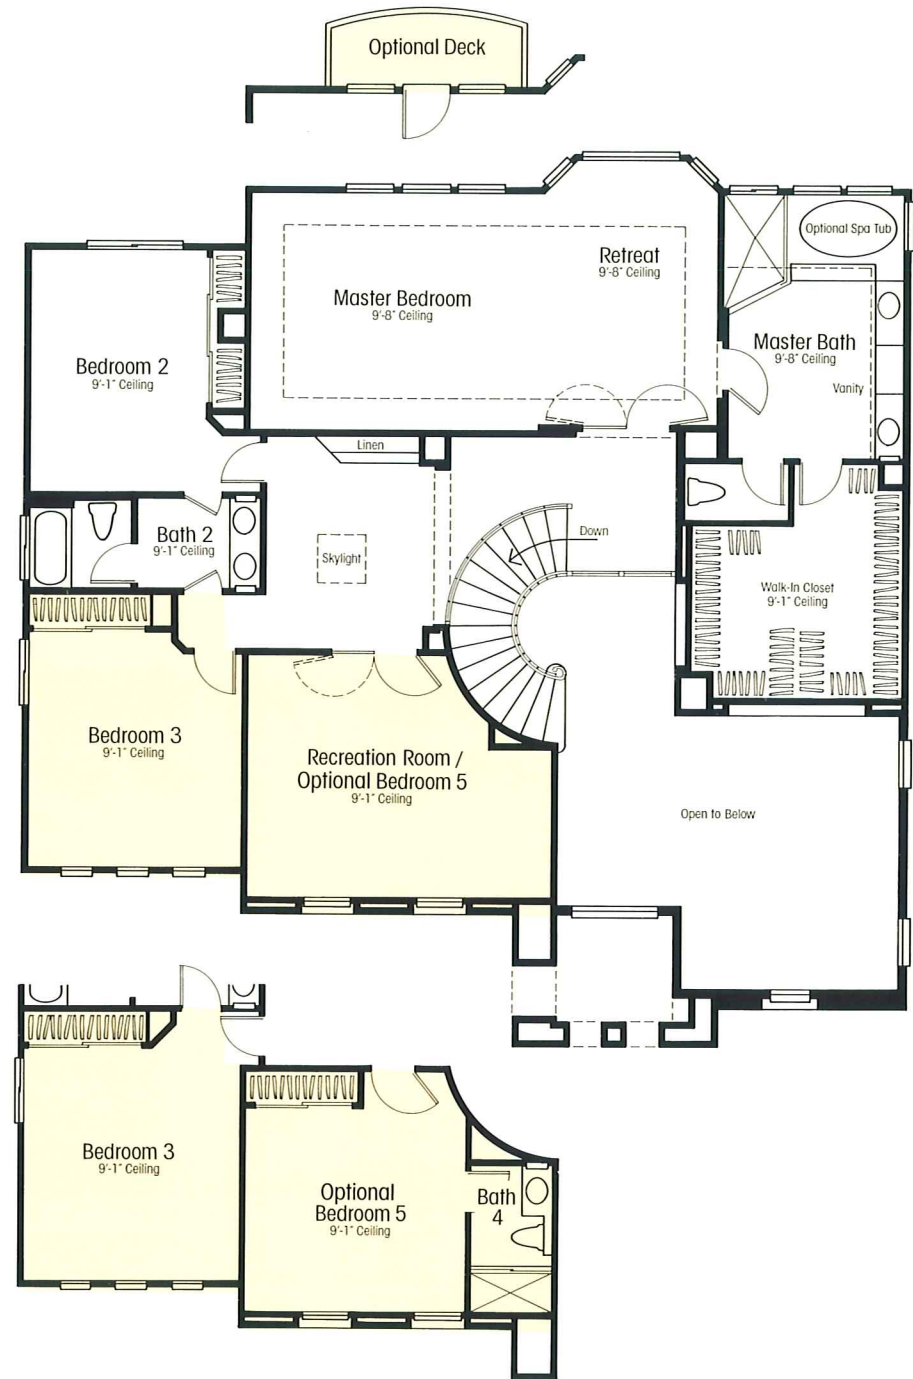 Optional Deck
Retreat
9'-8" Ceiling
Optional Spa Tub
Master Bedroom
9'-8" Ceiling
Master Bath
9'-8" Ceiling
Vanity
Bedroom 2
9'-1" Ceiling
Linen
Bath 2
9'-1" Ceiling
Skylight
Down
Walk-In Closet
9'-1" Ceiling
Bedroom 3
9'-1" Ceiling
Recreation Room /
Optional Bedroom 5
9'-1" Ceiling
Open to Below
Bedroom 3
9'-1" Ceiling
Optional
Bedroom 5
9'-1" Ceiling
Bath
4